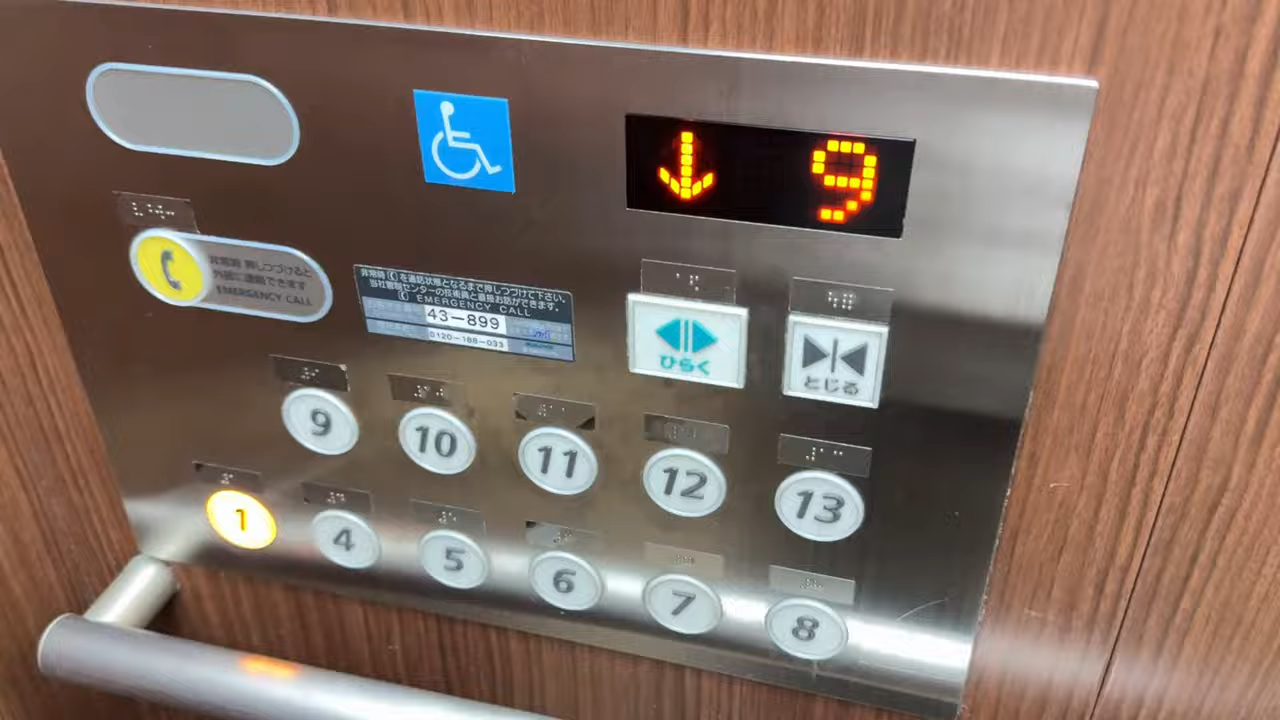 9
非常時 押しつづけると
外部に連絡できます
EMERGENCY CALL
非常時 を通話状態となるまで押しつづけて下さい。
当社管制センターの技術員と直接お話ができます。
EMERGENCY CALL
43-899
0120-188-033
ひらく
とじる
9
10
11
12
13
1
4
5
6
7
8